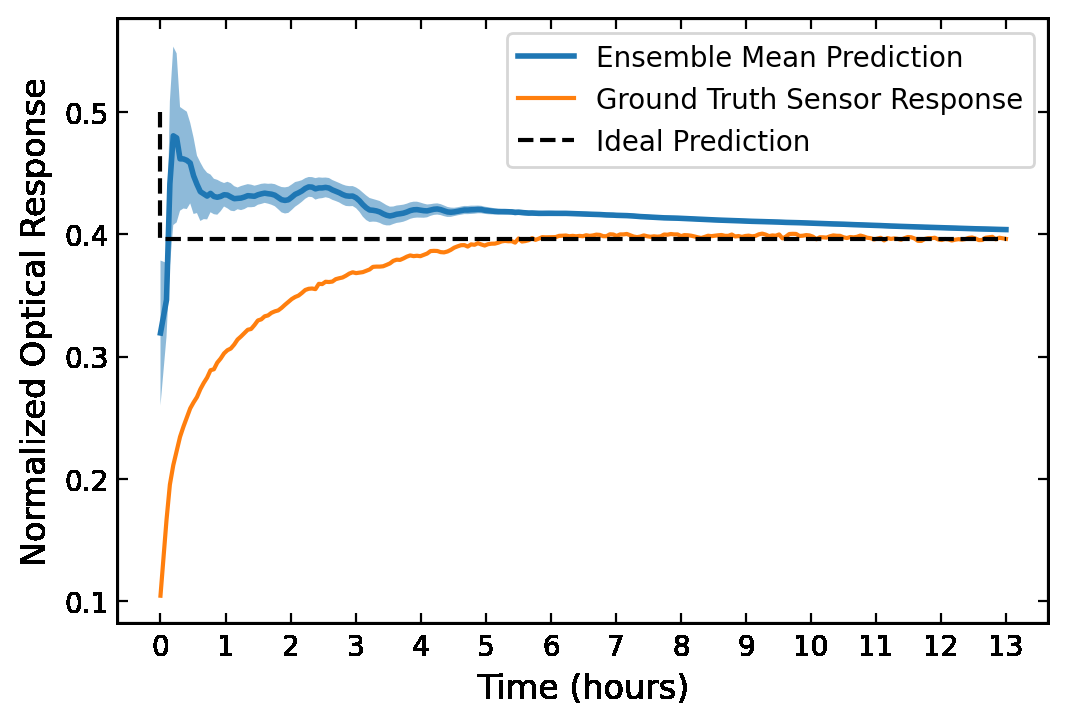 Ensemble Mean Prediction
Ground Truth Sensor Response
Ideal Prediction
Normalized Optical Response
0.5
0.4
0.3
0.2
0.1
0 1 2 3 4 5 6 7 8 9 10 11 12 13
Time (hours)